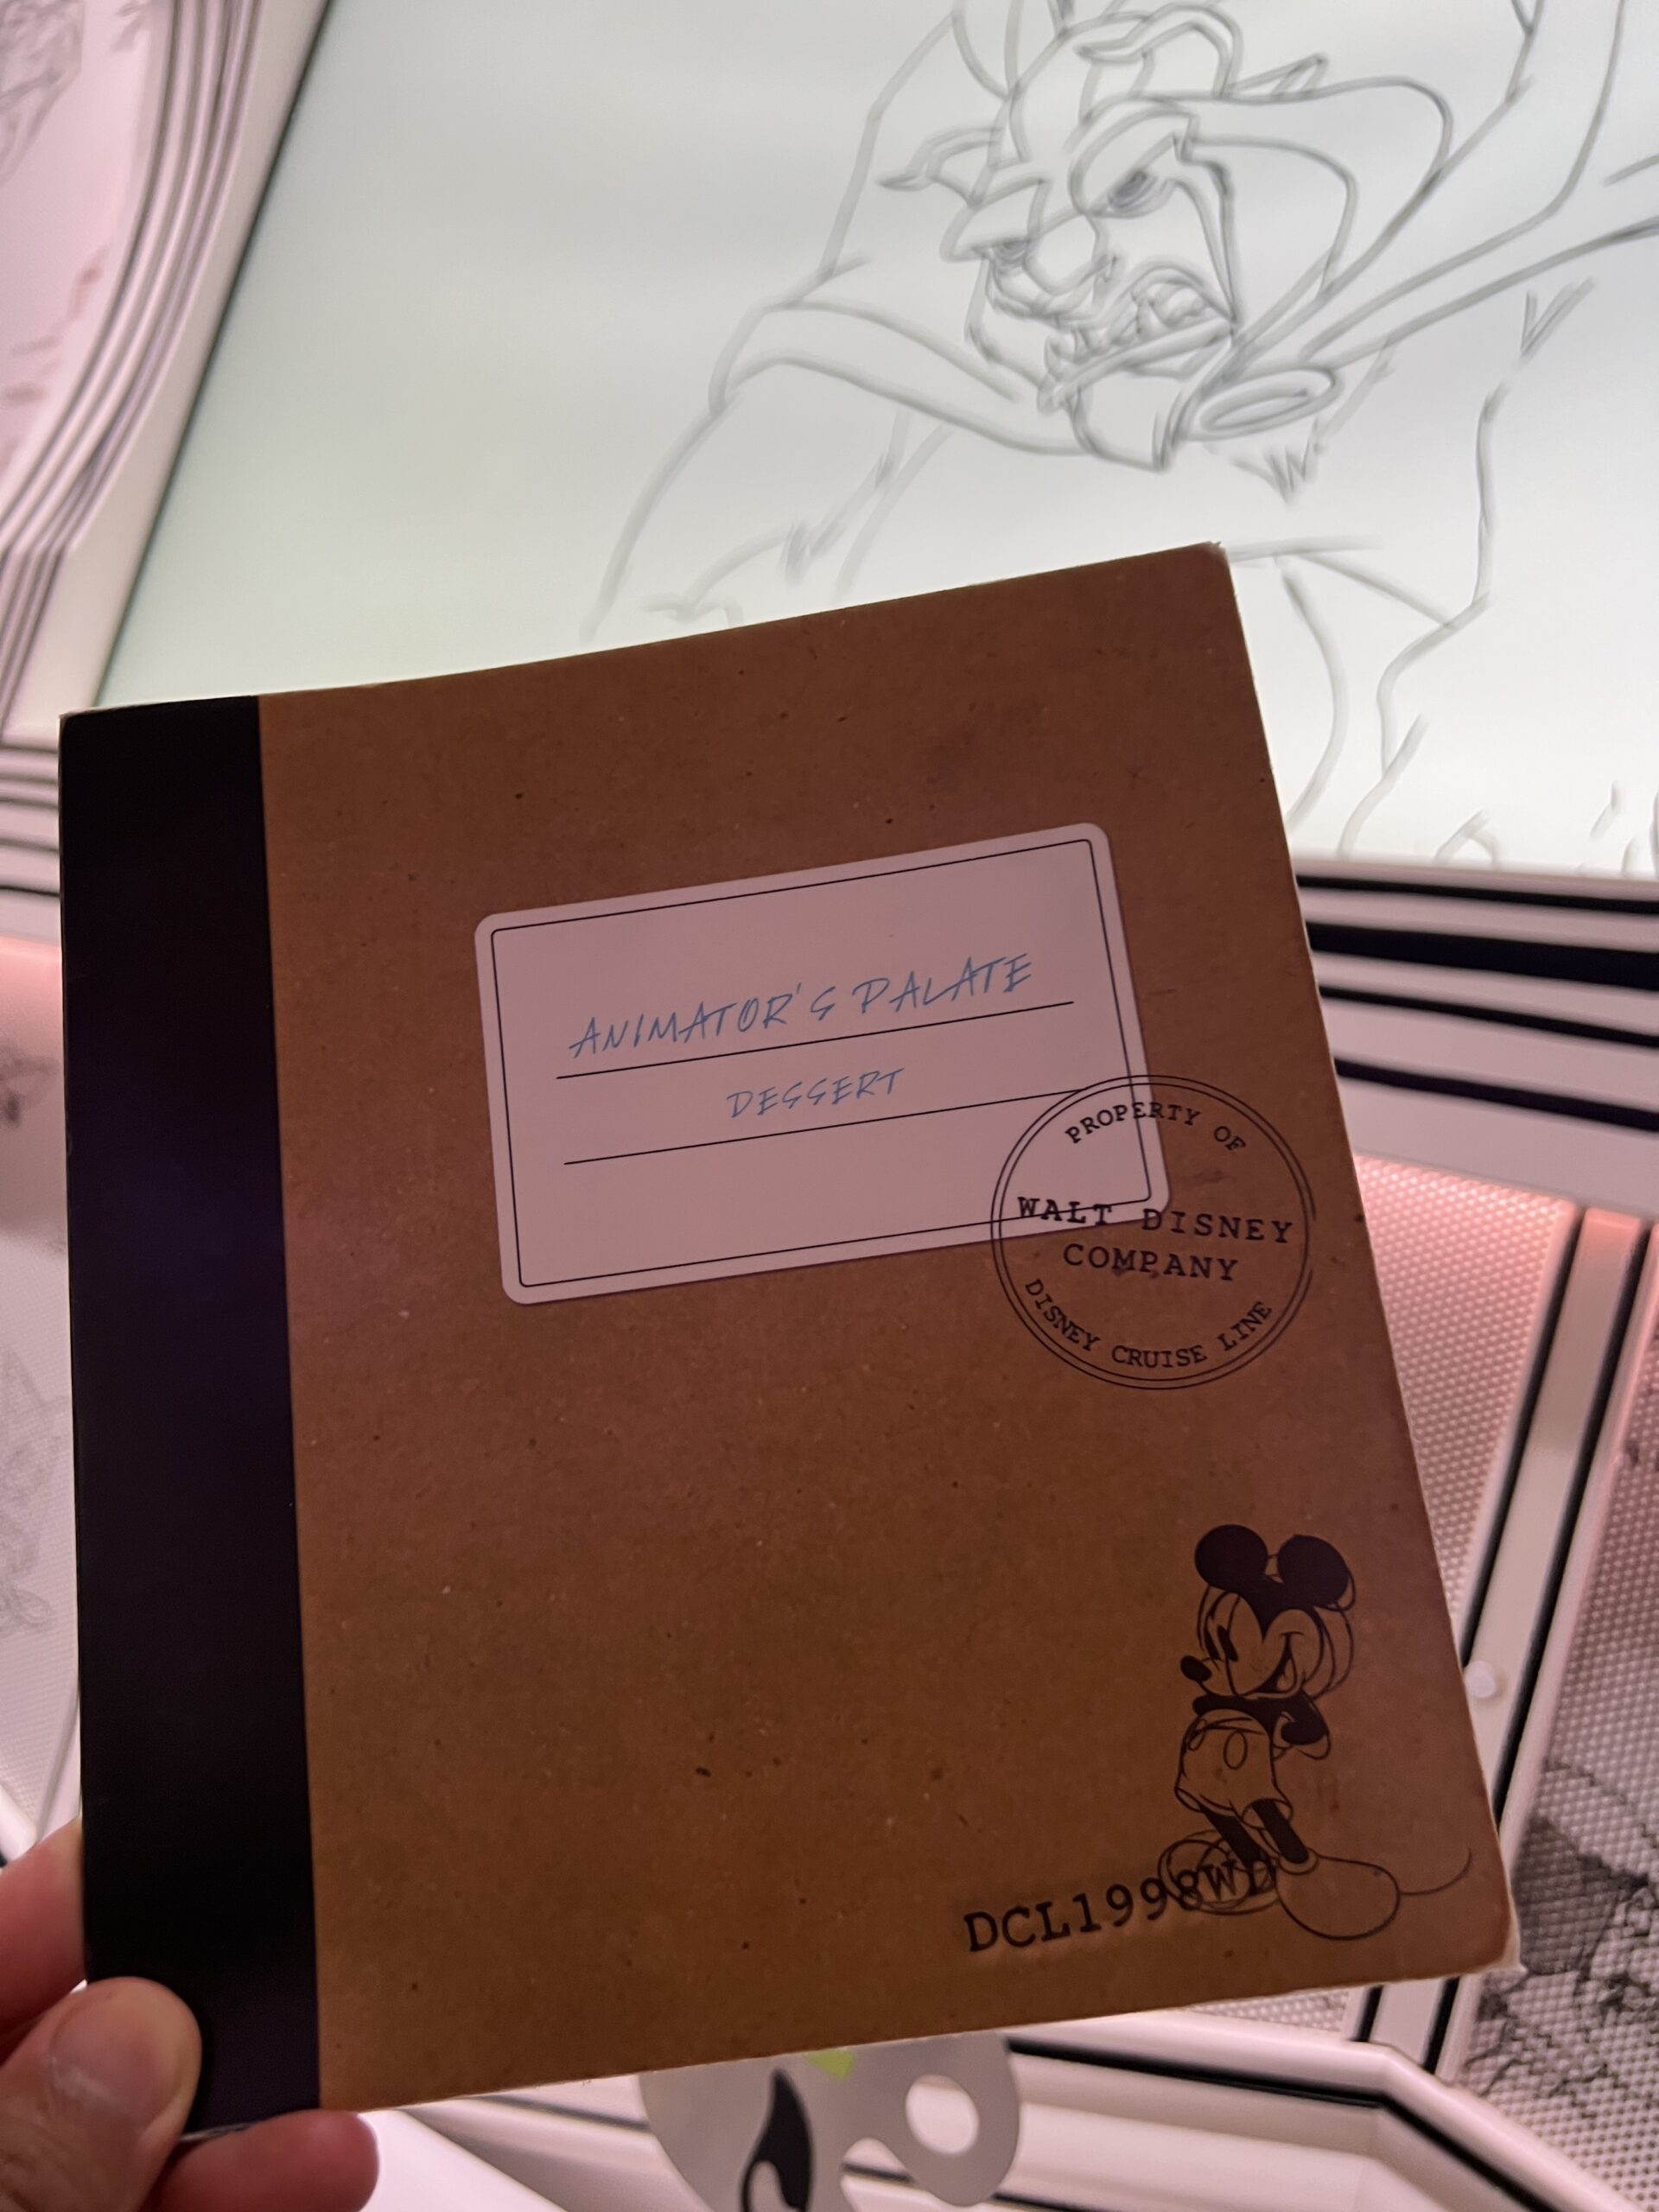 ANIMATOR'S PALATE
DESSERT
PROPERTY OF
WALT DISNEY
COMPANY
DISNEY CRUISE LINE
DCL1998WD